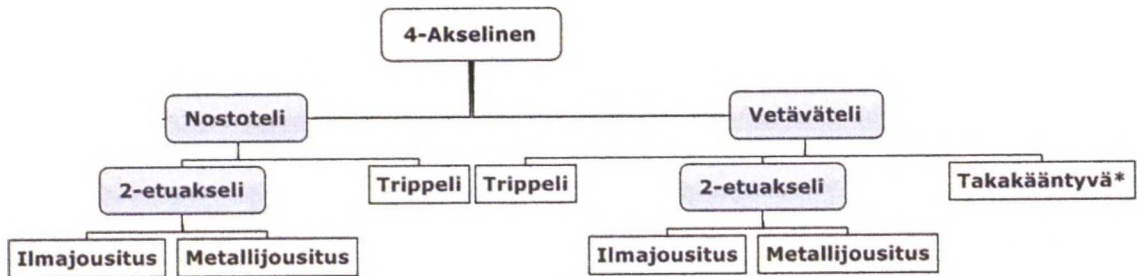 4-Akselinen
Nostoteli
Vetäväteli
2-etuakseli
Trippeli
Trippeli
2-etuakseli
Takakääntyvä*
Ilmajousitus
Metallijousitus
Ilmajousitus
Metallijousitus